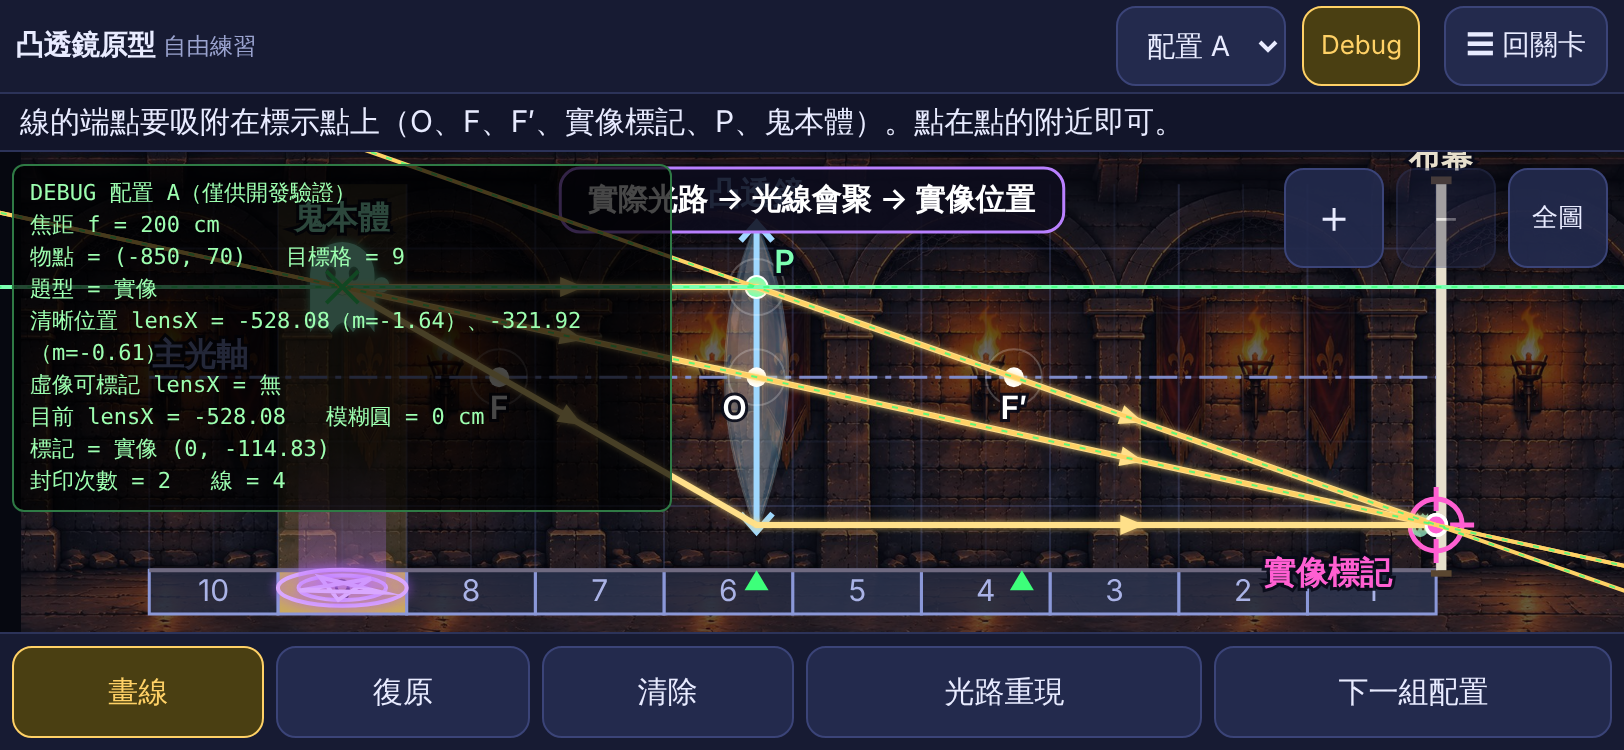 凸透鏡原型 自由練習
配置 A
Debug
☰ 回關卡
線的端點要吸附在標示點上（O、F、F′、實像標記、P、鬼本體）。點在點的附近即可。
布幕
DEBUG 配置 A（僅供開發驗證）
焦距 f = 200 cm
物點 = (-850, 70) 目標格 = 9
題型 = 實像
清晰位置 lensX = -528.08（m=-1.64）、-321.92
（m=-0.61）
虛像可標記 lensX = 無
目前 lensX = -528.08 模糊圓 = 0 cm
標記 = 實像 (0, -114.83)
封印次數 = 2 線 = 4
鬼本體
主光軸
實際光路 → 光線會聚 → 實像位置
+
−
全圖
P
F
O
F′
實像標記
10
8
7
6
5
4
3
2
1
畫線
復原
清除
光路重現
下一組配置